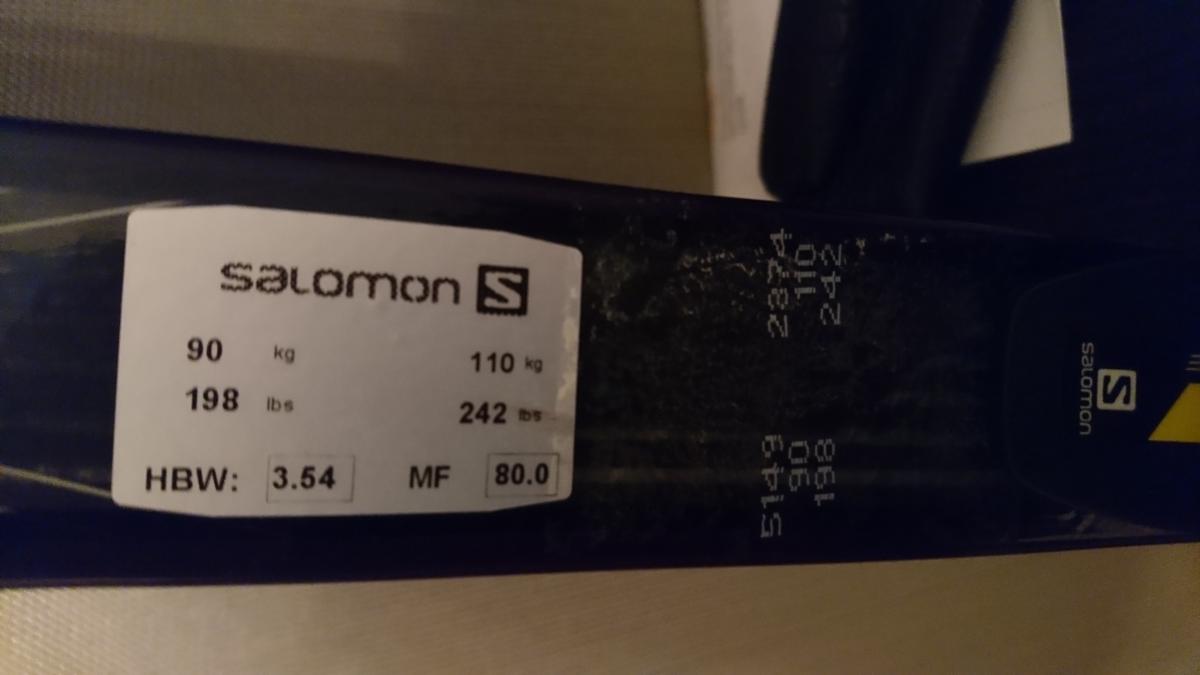 salomon S
90 kg 110 kg
198 lbs 242 lbs
HBW: 3.54 MF 80.0
5149 2374
90 110
198 242
salomon S